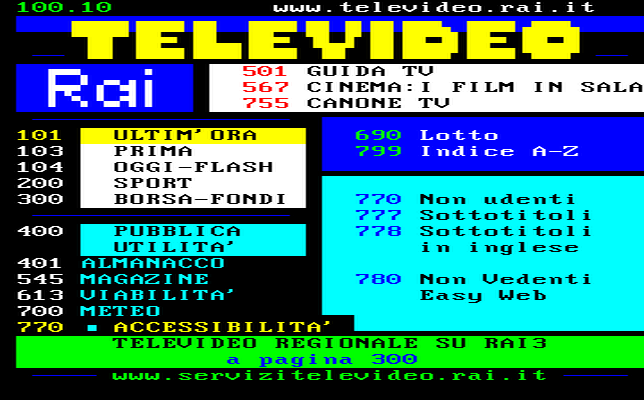 100.10 www.televideo.rai.it
TELEVIDEO
Rai
501 GUIDA TV
567 CINEMA:I FILM IN SALA
755 CANONE TV
101 ULTIM'ORA
103 PRIMA
104 OGGI-FLASH
200 SPORT
300 BORSA-FONDI
690 Lotto
799 Indice A-Z
400 PUBBLICA
UTILITA'
401 ALMANACCO
545 MAGAZINE
613 VIABILITA'
700 METEO
770 ACCESSIBILITA'
770 Non udenti
777 Sottotitoli
778 Sottotitoli
in inglese
780 Non Vedenti
Easy Web
TELEVIDEO REGIONALE SU RAI3
a pagina 300
www.servizitelevideo.rai.it